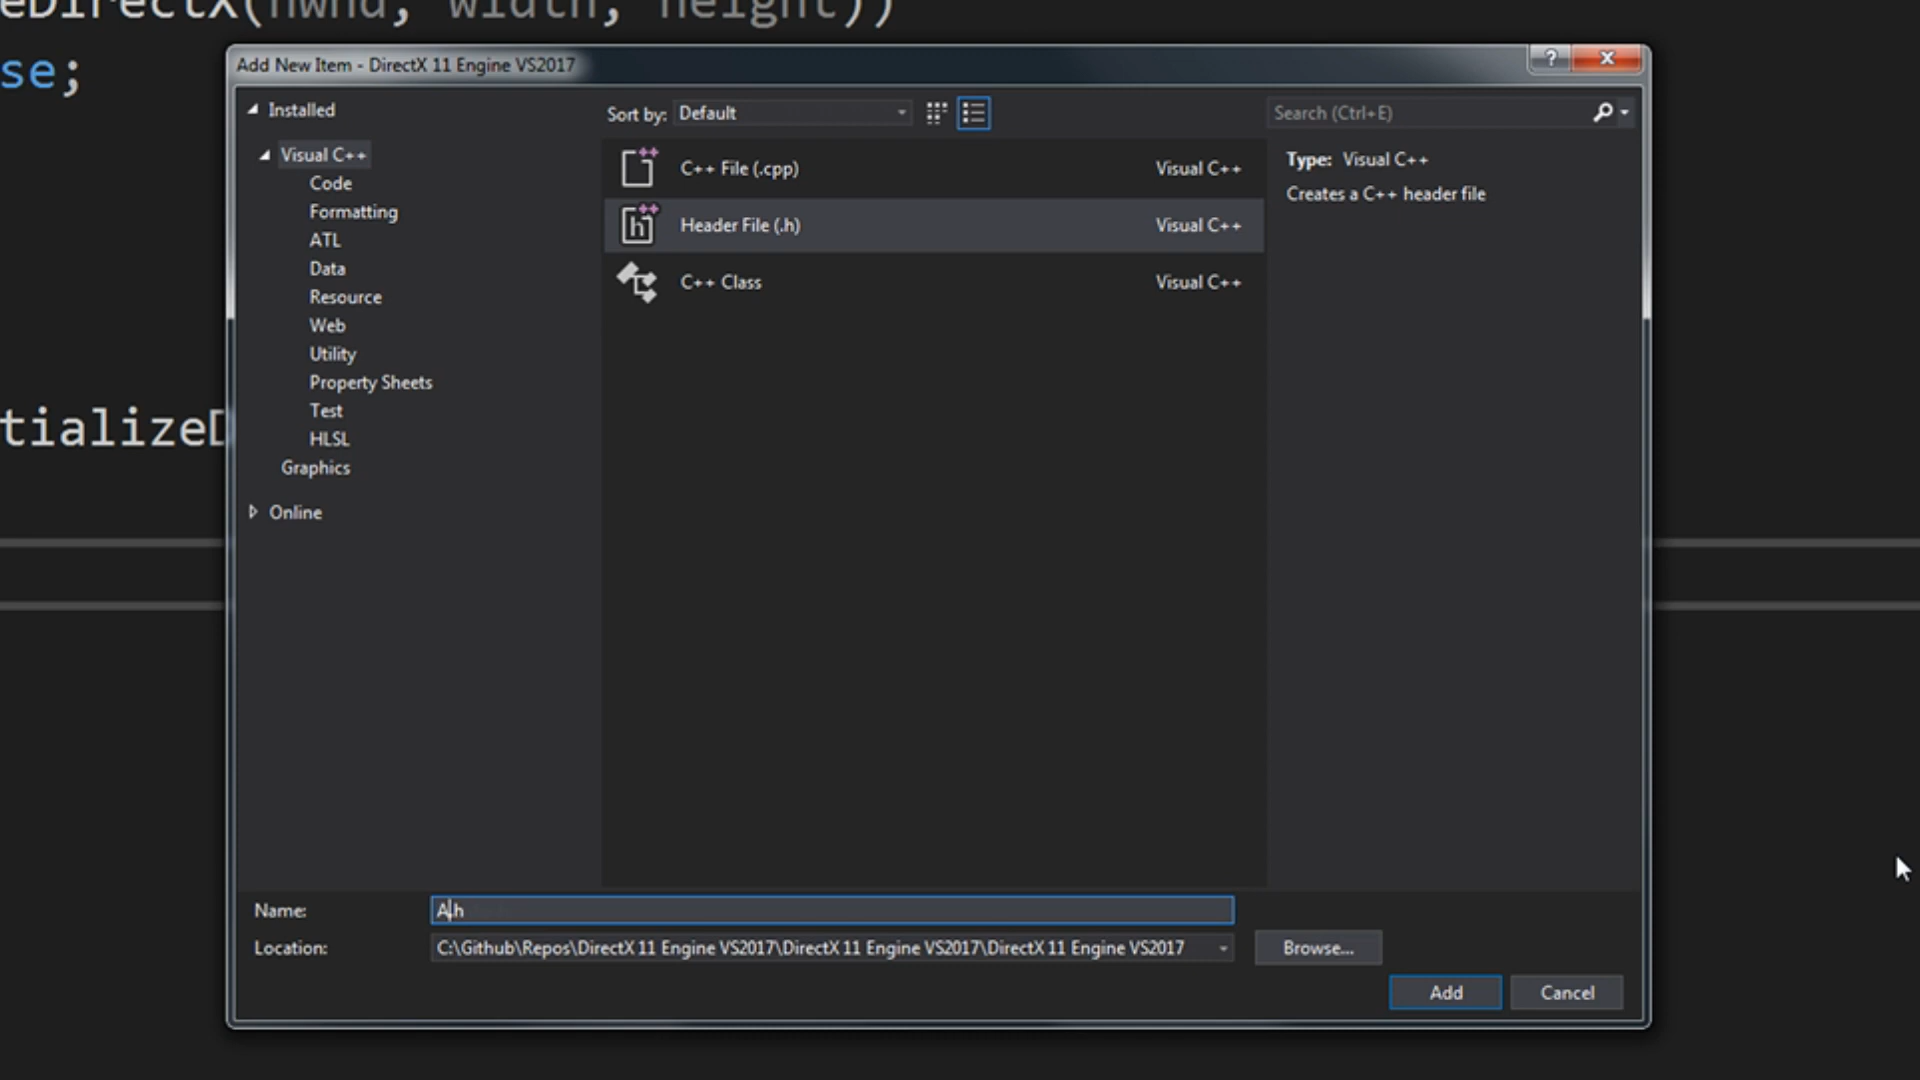 eDirectX(hwnd, width, height))
se;
tializeD
Add New Item - DirectX 11 Engine VS2017
?
Installed
Visual C++
Code
Formatting
ATL
Data
Resource
Web
Utility
Property Sheets
Test
HLSL
Graphics
Online
Sort by: Default
C++ File (.cpp) Visual C++
Header File (.h) Visual C++
C++ Class Visual C++
Search (Ctrl+E)
Type: Visual C++
Creates a C++ header file
Name: A.h
Location: C:\Github\Repos\DirectX 11 Engine VS2017\DirectX 11 Engine VS2017\DirectX 11 Engine VS2017
Browse...
Add Cancel